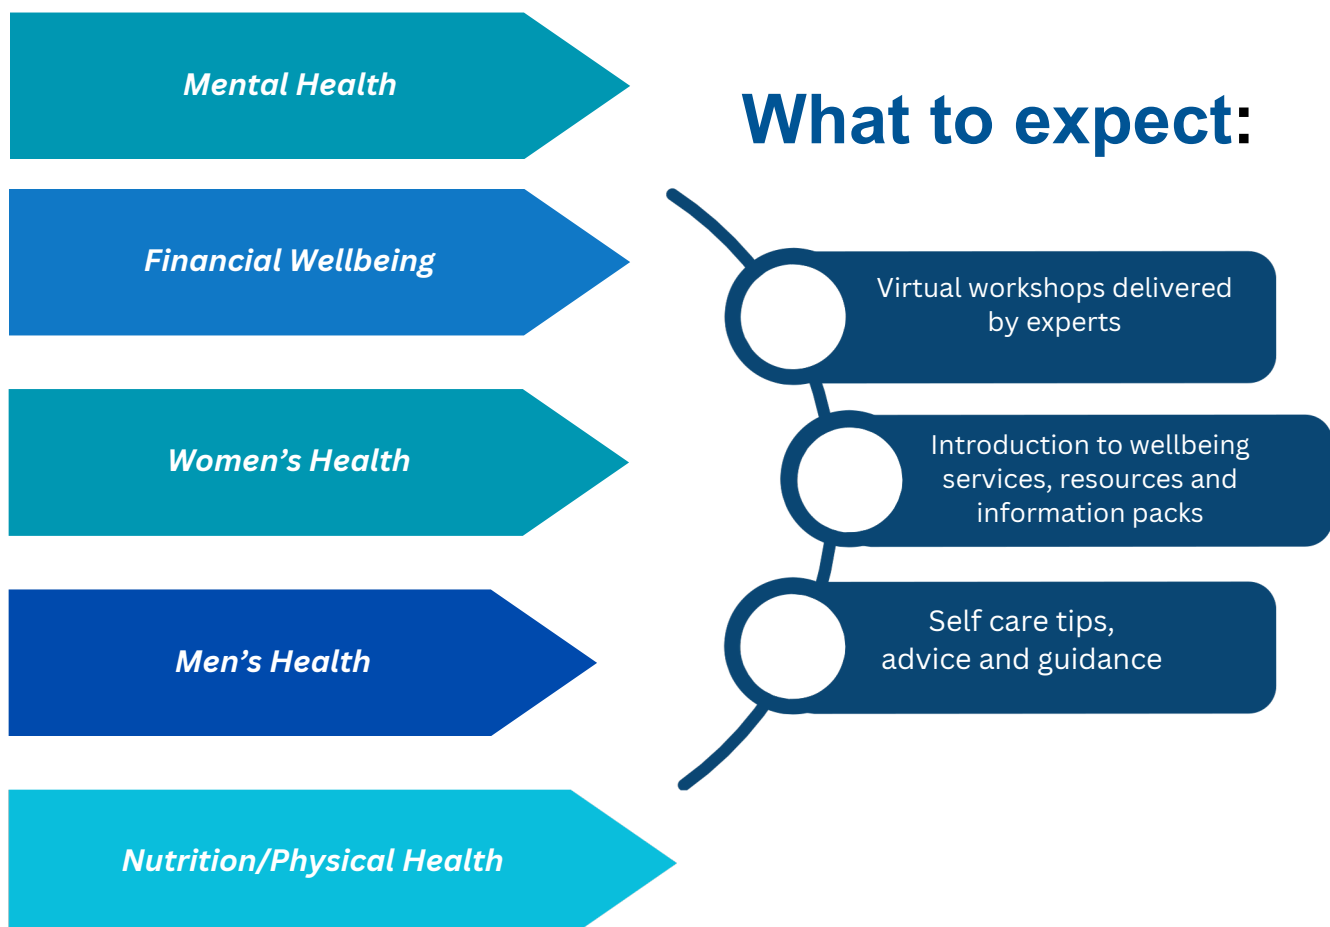 Mental Health
Financial Wellbeing
Women’s Health
Men’s Health
Nutrition/Physical Health
What to expect:
Virtual workshops delivered
by experts
Introduction to wellbeing
services, resources and
information packs
Self care tips,
advice and guidance